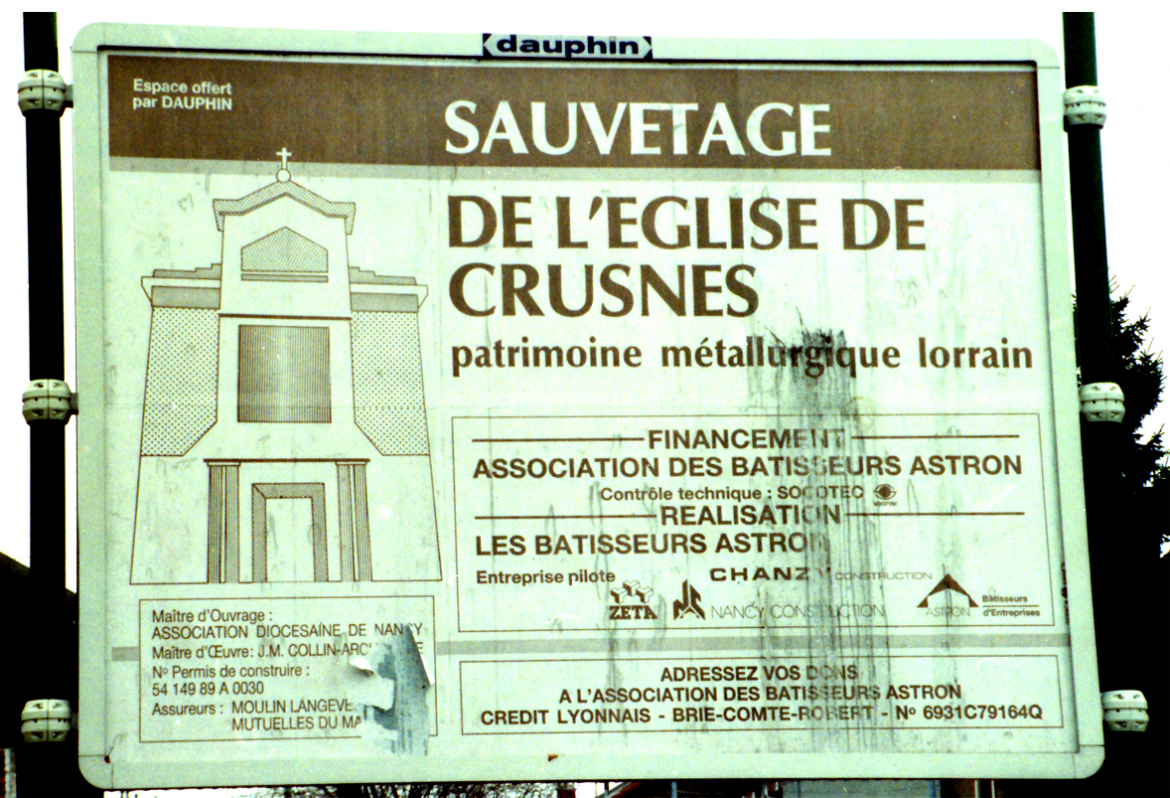 dauphin
Espace offert
par DAUPHIN
SAUVETAGE
DE L'EGLISE DE
CRUSNES
patrimoine métallurgique lorrain
FINANCEMENT
ASSOCIATION DES BATISSEURS ASTRON
Contrôle technique : SOCOTEC
REALISATION
LES BATISSEURS ASTRON
Entreprise pilote
CHANZY CONSTRUCTION
ZETA
NANCY CONSTRUCTION
ASTRON
Bâtisseurs
d'Entreprises
Maître d'Ouvrage :
ASSOCIATION DIOCESAINE DE NANCY
Maître d'Œuvre: J.M. COLLIN-
Nº Permis de construire :
54 149 89 A 0030
Assureurs : MOULIN
MUTUELLES DU
ADRESSEZ VOS DONS
A L'ASSOCIATION DES BATISSEURS ASTRON
CREDIT LYONNAIS - BRIE-COMTE-ROBERT - Nº 6931C79164Q